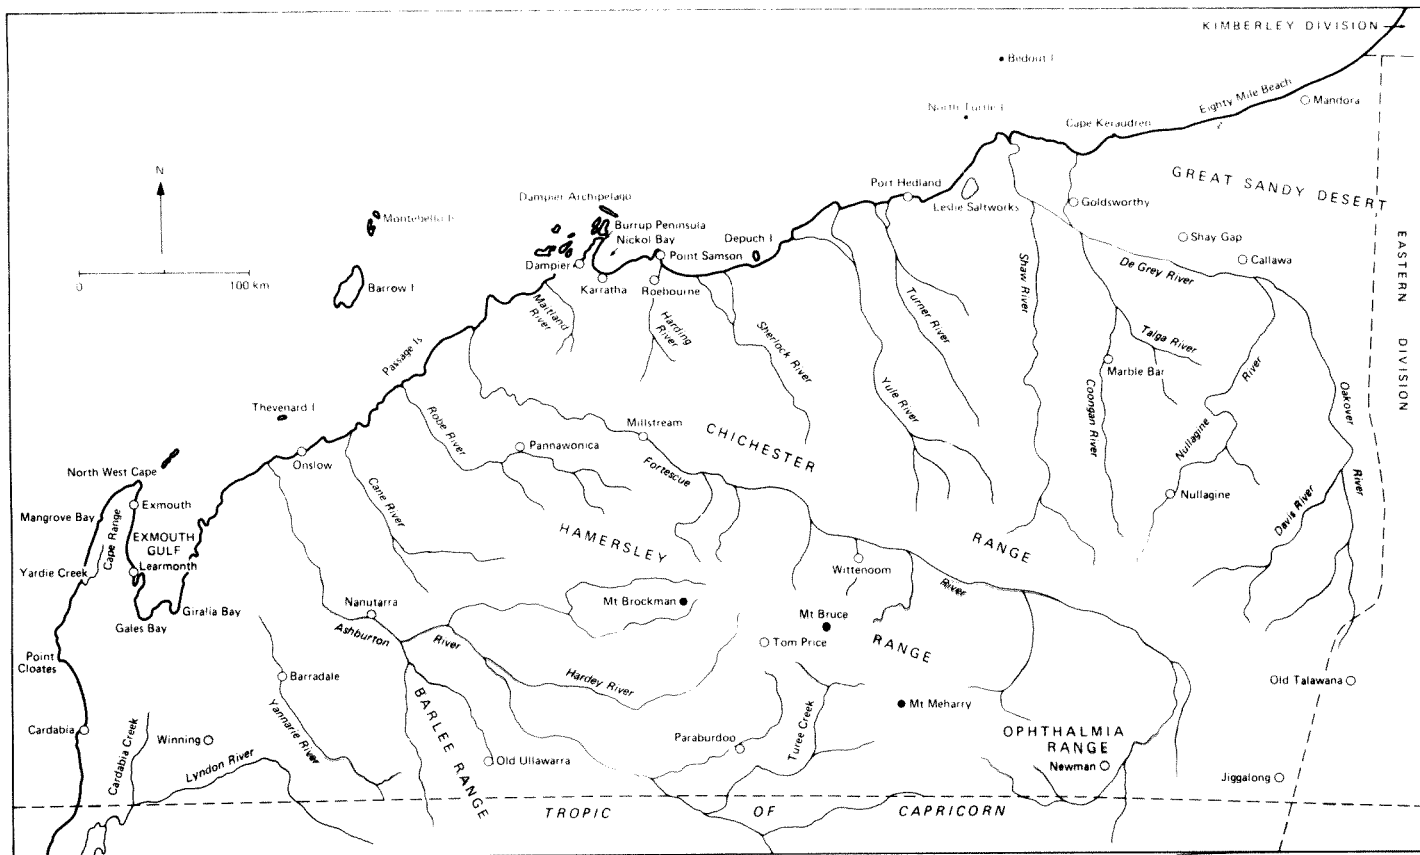 KIMBERLEY DIVISION
Bedout I
Eighty Mile Beach
Mandora
North Turtle I
Cape Keraudren
N
GREAT SANDY DESERT
Port Hedland
Leslie Saltworks
Goldsworthy
Dampier Archipelago
Montebello Is
Burrup Peninsula
Nickol Bay
Depuch I
Shay Gap
EASTERN DIVISION
Point Samson
Dampier
De Grey River
Callawa
0
100 km
Barrow I
Karratha
Roebourne
Shaw River
Maitland
River
Harding
River
Turner River
Sherlock River
Talga River
Passage Is
Marble Bar
River
Yule River
Coongan River
Oakover
Thevenard I
Robe River
Millstream
CHICHESTER
Pannawonica
Fortescue
Nullagine
Onslow
North West Cape
River
Cane River
Nullagine
Exmouth
Mangrove Bay
Cape Range
Davis River
EXMOUTH
GULF
HAMERSLEY
RANGE
Learmonth
Yardie Creek
Wittenoom
River
Nanutarra
Mt Brockman
Giralia Bay
Mt Bruce
Gales Bay
Ashburton
River
Tom Price
RANGE
Point
Cloates
Hardey River
Barradale
Old Talawana
BARLEE RANGE
Mt Meharry
Yannarie River
Turee Creek
Cardabia
Cardabia Creek
Winning
Paraburdoo
OPHTHALMIA
RANGE
Lyndon River
Old Ullawarra
Newman
Jiggalong
TROPIC OF CAPRICORN